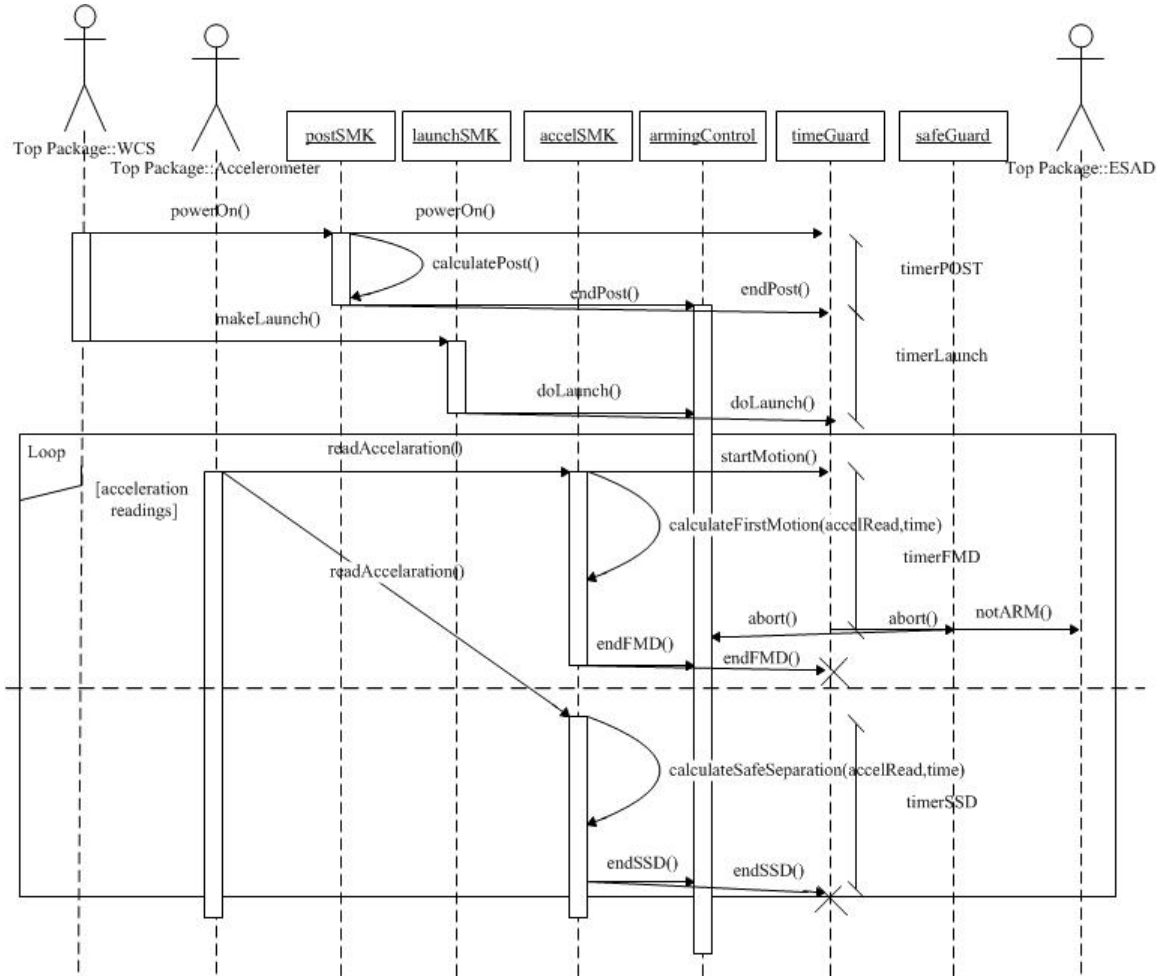 postSMK
launchSMK
accelSMK
armingControl
timeGuard
safeGuard
Top Package::WCS
Top Package::Accelerometer
Top Package::ESAD
powerOn()
powerOn()
calculatePost()
timerPOST
endPost()
endPost()
makeLaunch()
timerLaunch
doLaunch()
doLaunch()
Loop
readAccelaration()
startMotion()
[acceleration
readings]
calculateFirstMotion(accelRead,time)
timerFMD
readAccelaration()
abort()
abort()
notARM()
endFMD()
endFMD()
calculateSafeSeparation(accelRead,time)
timerSSD
endSSD()
endSSD()